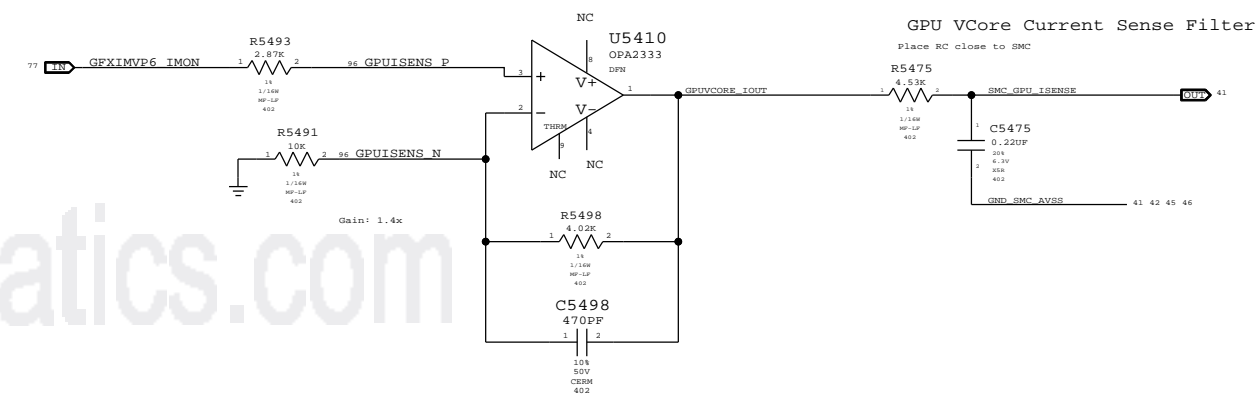 GPU VCore Current Sense Filter
Place RC close to SMC
77 IN GFXIMVP6_IMON
R5493
2.87K
1 2
1%
1/16W
MF-LF
402
96 GPUISENS_P
NC
U5410
OPA2333
DFN
8
3 +
V+
2 −
V−
1
THRM
9
4
NC
NC
R5491
10K
1 2
1%
1/16W
MF-LF
402
96 GPUISENS_N
Gain: 1.4x
R5498
4.02K
1 2
1%
1/16W
MF-LF
402
C5498
470PF
1 2
10%
50V
CERM
402
GPUVCORE_IOUT
R5475
4.53K
1 2
1%
1/16W
MF-LF
402
SMC_GPU_ISENSE
OUT 41
1
C5475
0.22UF
20%
6.3V
X5R
402
2
GND_SMC_AVSS
41 42 45 46
atics.com